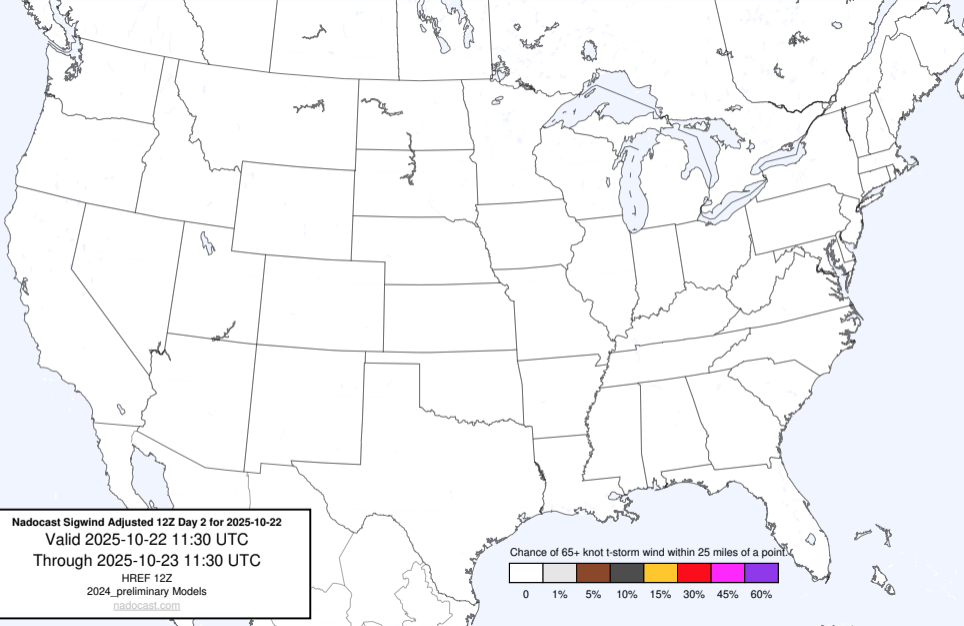 Nadocast Sigwind Adjusted 12Z Day 2 for 2025-10-22
Valid 2025-10-22 11:30 UTC
Through 2025-10-23 11:30 UTC
HREF 12Z
2024_preliminary Models
nadocast.com
Chance of 65+ knot t-storm wind within 25 miles of a point.
0 1% 5% 10% 15% 30% 45% 60%